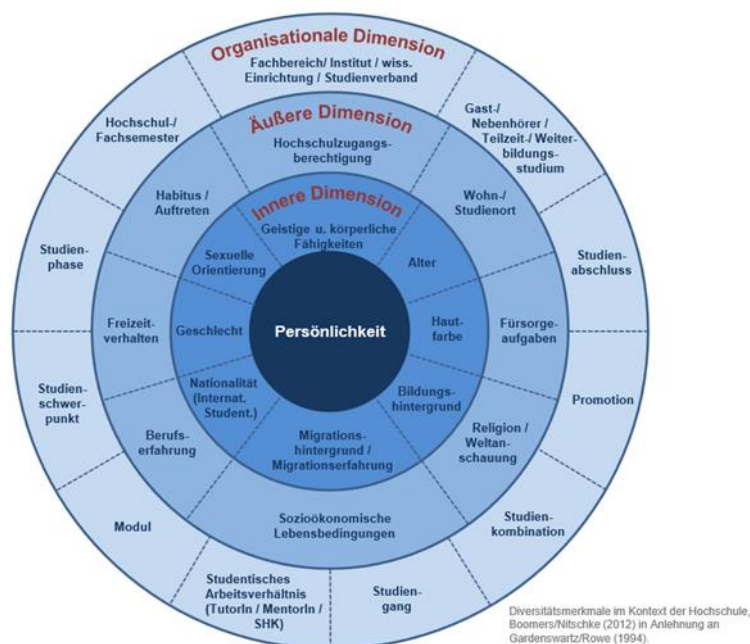 Organisationale Dimension
Fachbereich/ Institut / wiss.
Einrichtung / Studienverband
Gast-/
Nebenhörer /
Teilzeit-/ Weiter
bildungs-
studium
Studien-
abschluss
Promotion
Studien-
kombination
Studien-
gang
Studentisches
Arbeitsverhältnis
(TutorIn / MentorIn /
SHK)
Modul
Studien-
schwer-
punkt
Studien-
phase
Hochschul-/
Fachsemester
Äußere Dimension
Hochschulzugangs-
berechtigung
Wohn-/
Studienort
Fürsorge-
aufgaben
Religion /
Weltan-
schauung
Sozioökonomische
Lebensbedingungen
Berufs-
erfahrung
Freizeit-
verhalten
Habitus /
Auftreten
Innere Dimension
Geistige u. körperliche
Fähigkeiten
Alter
Haut-
farbe
Bildungs-
hintergrund
Migrations-
hintergrund /
Migrationserfahrung
Nationalität
(Internat.
Student.)
Geschlecht
Sexuelle
Orientierung
Persönlichkeit
Diversitätsmerkmale im Kontext der Hochschule,
Boomers/Nitschke (2012) in Anlehnung an
Gardenswartz/Rowe (1994).